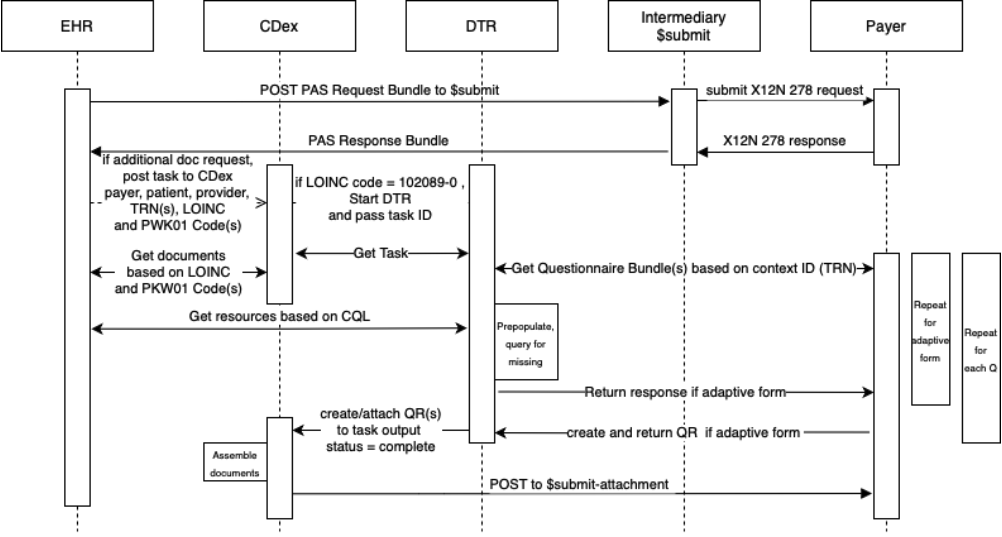 EHR
CDex
DTR
Intermediary
$submit
Payer
POST PAS Request Bundle to $submit
submit X12N 278 request
PAS Response Bundle
X12N 278 response
if additional doc request,
post task to CDex
payer, patient, provider,
TRN(s), LOINC
and PWK01 Code(s)
if LOINC code = 102089-0 ,
Start DTR
and pass task ID
Get Task
Get documents
based on LOINC
and PKW01 Code(s)
Get Questionnaire Bundle(s) based on context ID (TRN)
Get resources based on CQL
Prepopulate,
query for
missing
Repeat
for
adaptive
form
Repeat
for
each Q
Return response if adaptive form
create/attach QR(s)
to task output
status = complete
create and return QR if adaptive form
Assemble
documents
POST to $submit-attachment